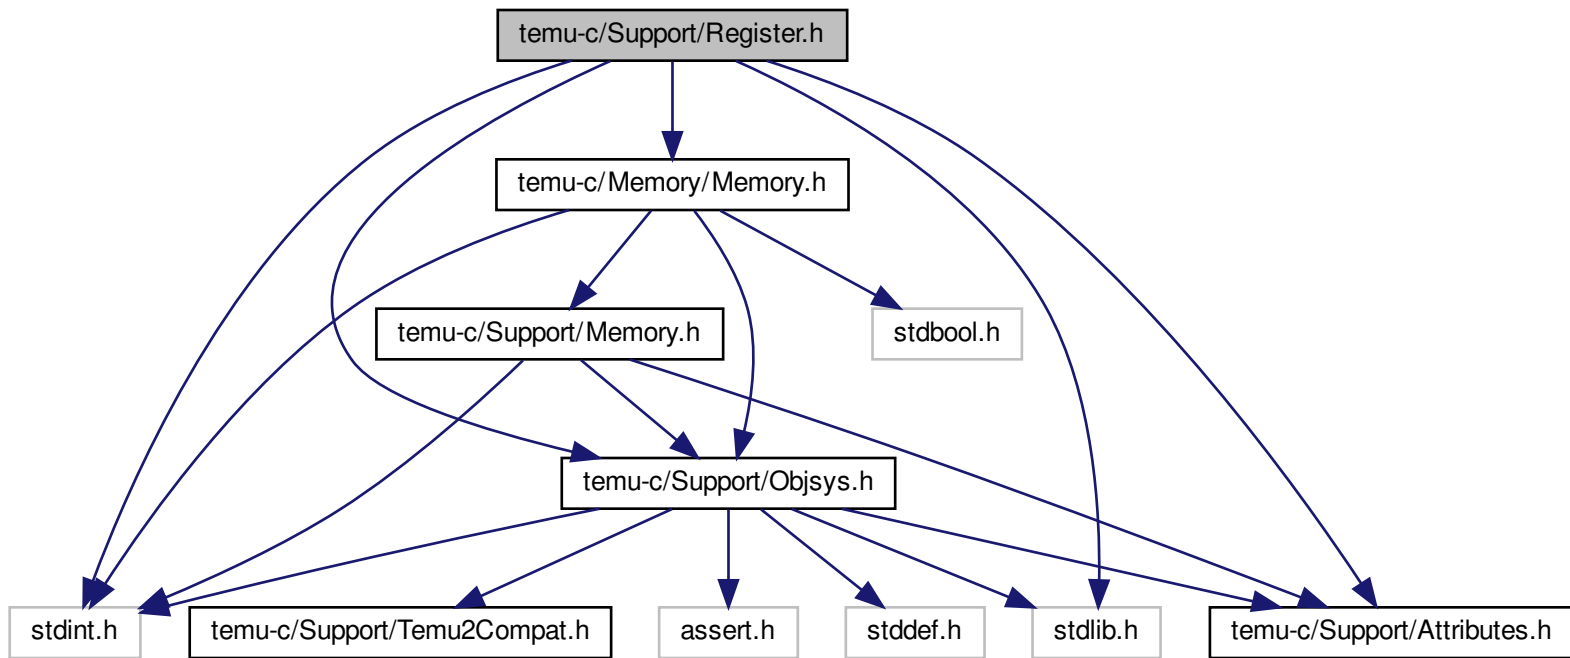 temu-c/Support/Register.h
temu-c/Memory/Memory.h
temu-c/Support/Memory.h
stdbool.h
temu-c/Support/Objsys.h
stdint.h
temu-c/Support/Temu2Compat.h
assert.h
stddef.h
stdlib.h
temu-c/Support/Attributes.h